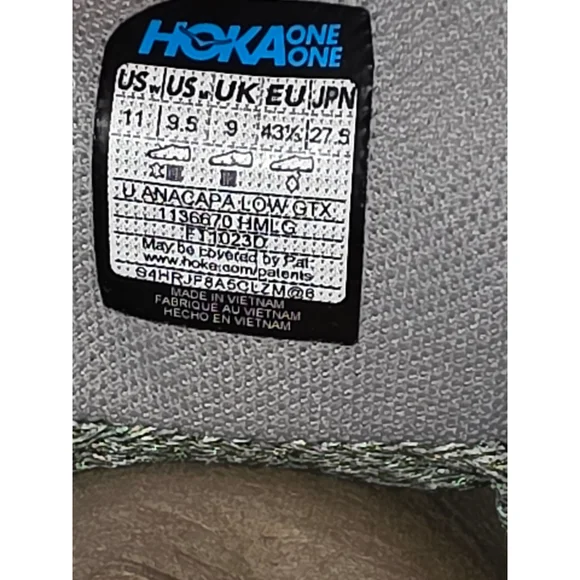 HOKA ONE ONE
US w US m UK EU JPN
11 9.5 9 43⅓ 27.5
U ANACAPA LOW GTX
1136670 HMLG
FT1023D
May be covered by Pat.
www.hoka.com/patents
S4HRJF8A5CLZM@6
MADE IN VIETNAM
FABRIQUE AU VIETNAM
HECHO EN VIETNAM